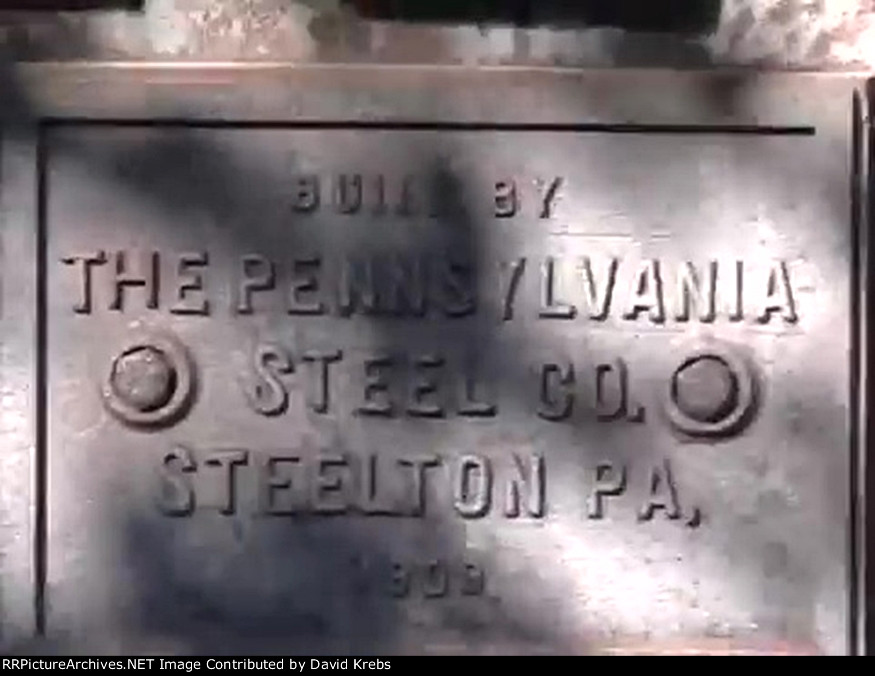 BUILT BY
THE PENNSYLVANIA
STEEL CO.
STEELTON PA,
RRPictureArchives.NET Image Contributed by David Krebs